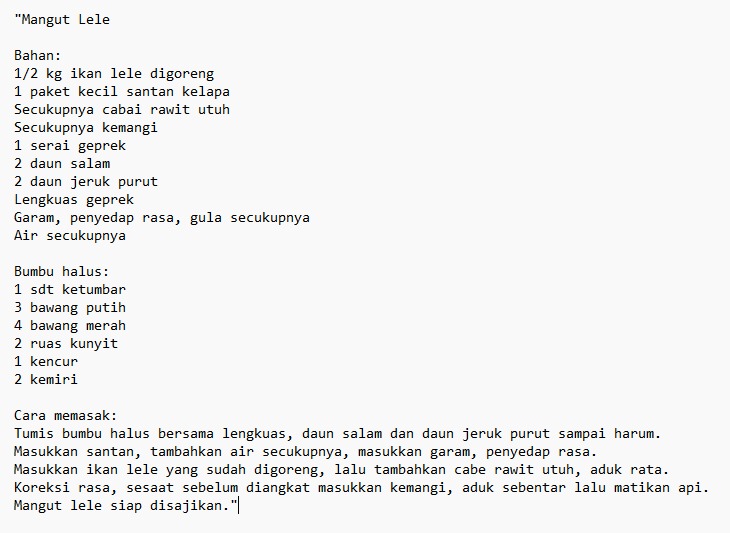 "Mangut Lele
Bahan:
1/2 kg ikan lele digoreng
1 paket kecil santan kelapa
Secukupnya cabai rawit utuh
Secukupnya kemangi
1 serai geprek
2 daun salam
2 daun jeruk purut
Lengkuas geprek
Garam, penyedap rasa, gula secukupnya
Air secukupnya
Bumbu halus:
1 sdt ketumbar
3 bawang putih
4 bawang merah
2 ruas kunyit
1 kencur
2 kemiri
Cara memasak:
Tumis bumbu halus bersama lengkuas, daun salam dan daun jeruk purut sampai harum.
Masukkan santan, tambahkan air secukupnya, masukkan garam, penyedap rasa.
Masukkan ikan lele yang sudah digoreng, lalu tambahkan cabe rawit utuh, aduk rata.
Koreksi rasa, sesaat sebelum diangkat masukkan kemangi, aduk sebentar lalu matikan api.
Mangut lele siap disajikan."